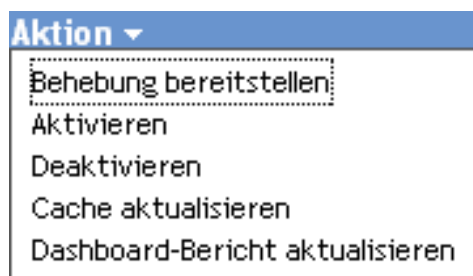 Aktion
Behebung bereitstellen
Aktivieren
Deaktivieren
Cache aktualisieren
Dashboard-Bericht aktualisieren